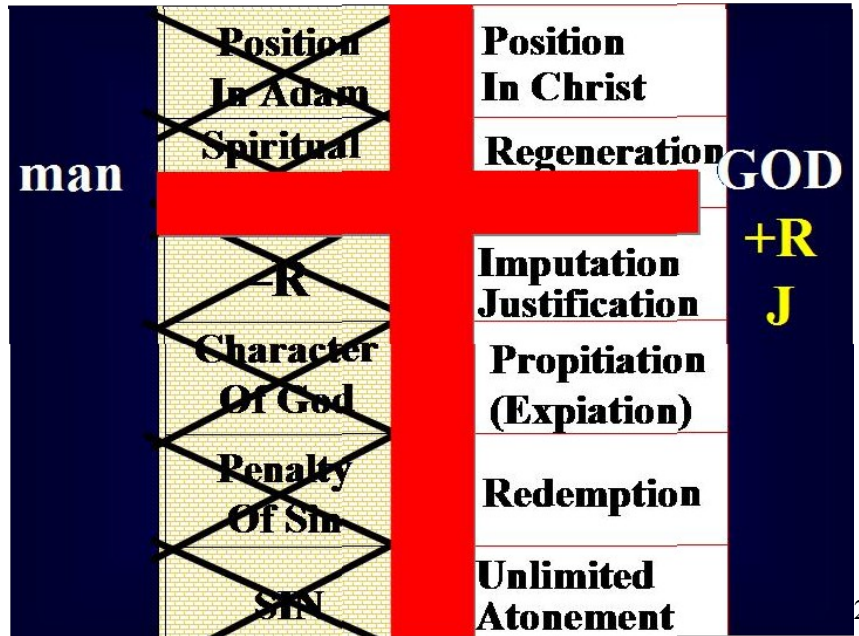 man
Position
In Adam
Spiritual
–R
Character
Of God
Penalty
Of Sin
SIN
Position
In Christ
Regeneration
Imputation
Justification
Propitiation
(Expiation)
Redemption
Unlimited
Atonement
GOD
+R
J
2